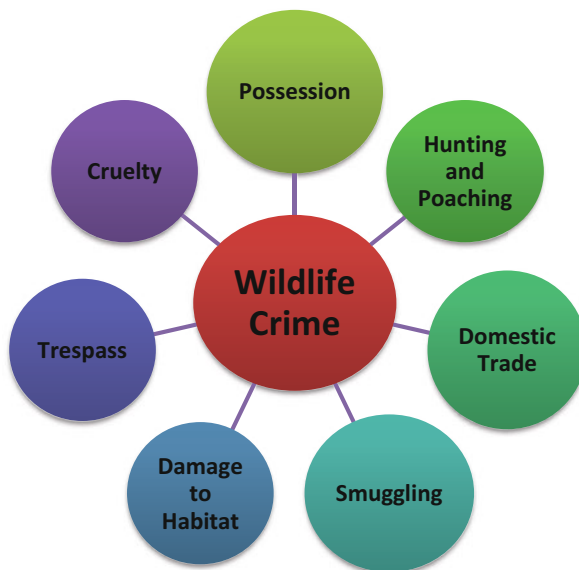 Possession
Hunting
and
Poaching
Domestic
Trade
Smuggling
Damage
to
Habitat
Trespass
Cruelty
Wildlife
Crime